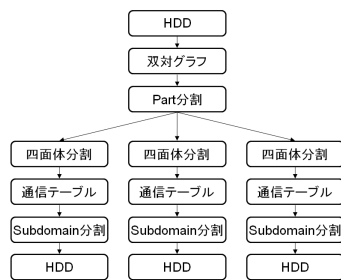 HDD
双対グラフ
Part分割
四面体分割 四面体分割 四面体分割
通信テーブル 通信テーブル 通信テーブル
Subdomain分割 Subdomain分割 Subdomain分割
HDD HDD HDD